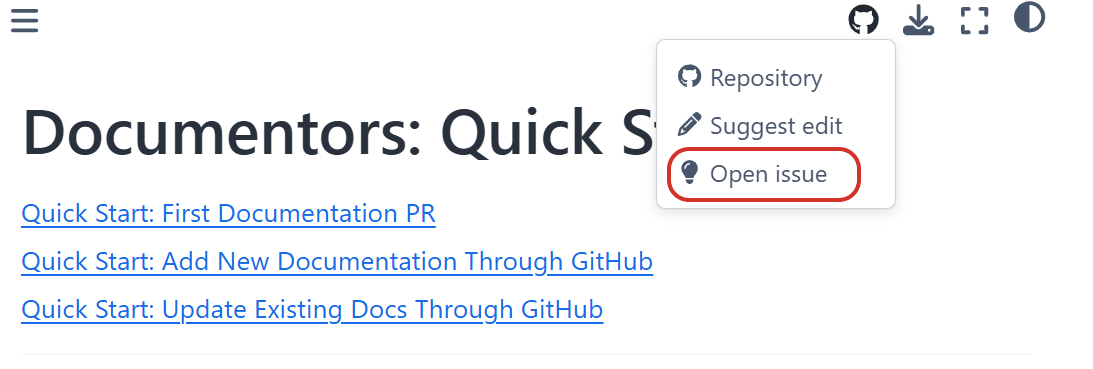 Repository
Documentors: Quick S
Suggest edit
Open issue
Quick Start: First Documentation PR
Quick Start: Add New Documentation Through GitHub
Quick Start: Update Existing Docs Through GitHub